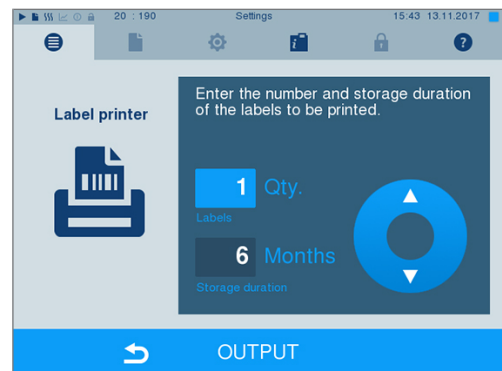 20 : 190 Settings 15:43 13.11.2017
Label printer
Enter the number and storage duration
of the labels to be printed.
1 Qty.
Labels
6 Months
Storage duration
OUTPUT